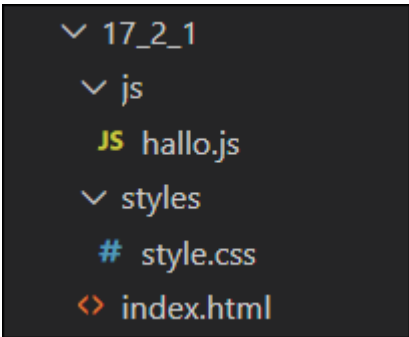 17_2_1
js
JS hallo.js
styles
# style.css
<> index.html